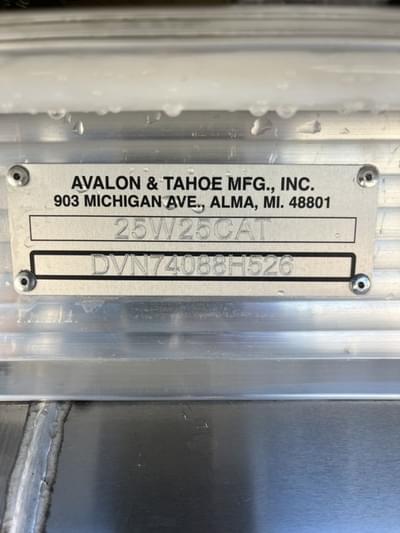 AVALON & TAHOE MFG., INC.
903 MICHIGAN AVE., ALMA, MI. 48801
25W25CAT
DVN74088H526